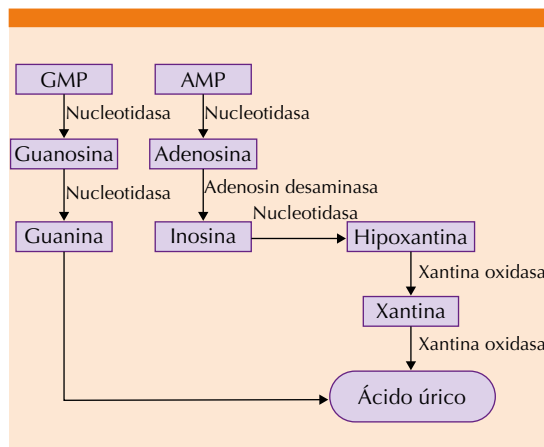 GMP
AMP
Nucleotidasa
Nucleotidasa
Guanosina
Adenosina
Nucleotidasa
Adenosin desaminasa
Nucleotidasa
Guanina
Inosina
Hipoxantina
Xantina oxidasa
Xantina
Xantina oxidasa
Ácido úrico